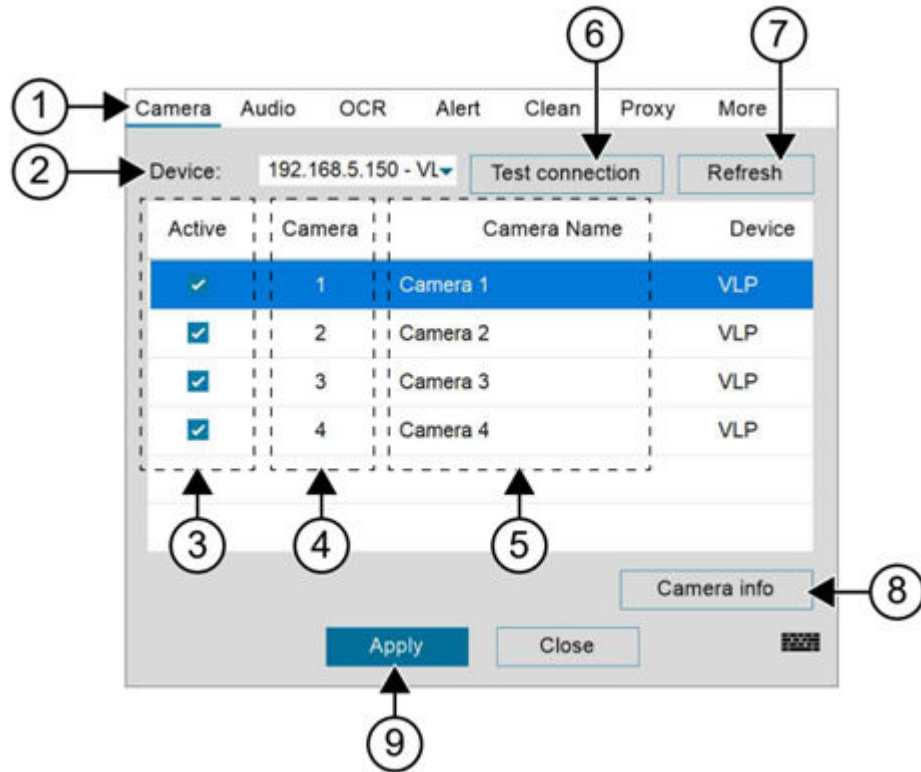 6 7
1 Camera Audio OCR Alert Clean Proxy More
2 Device: 192.168.5.150 - VL Test connection Refresh
Active Camera Camera Name Device
1 Camera 1 VLP
2 Camera 2 VLP
3 Camera 3 VLP
4 Camera 4 VLP
3 4 5
Camera info 8
Apply Close
9